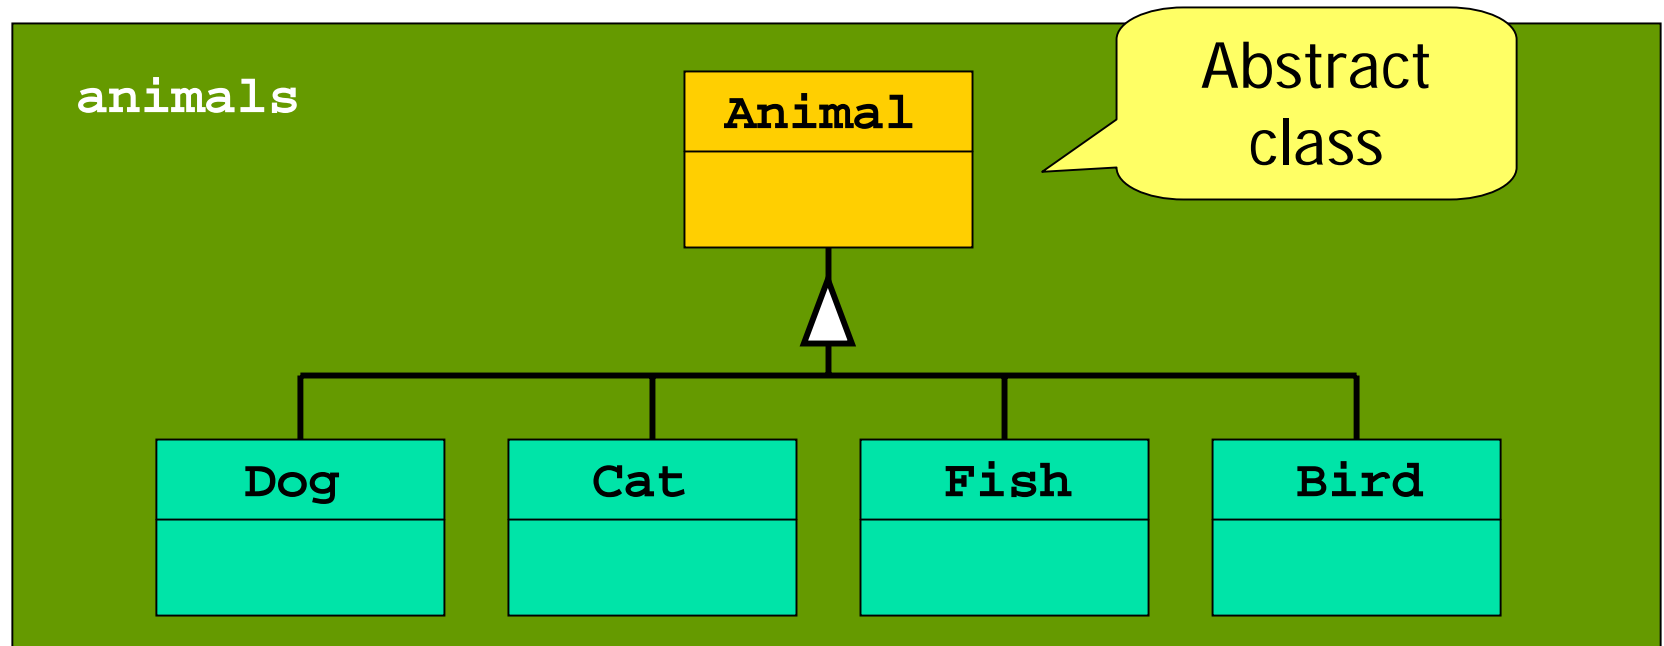 animals
Animal
Abstract
class
Dog
Cat
Fish
Bird